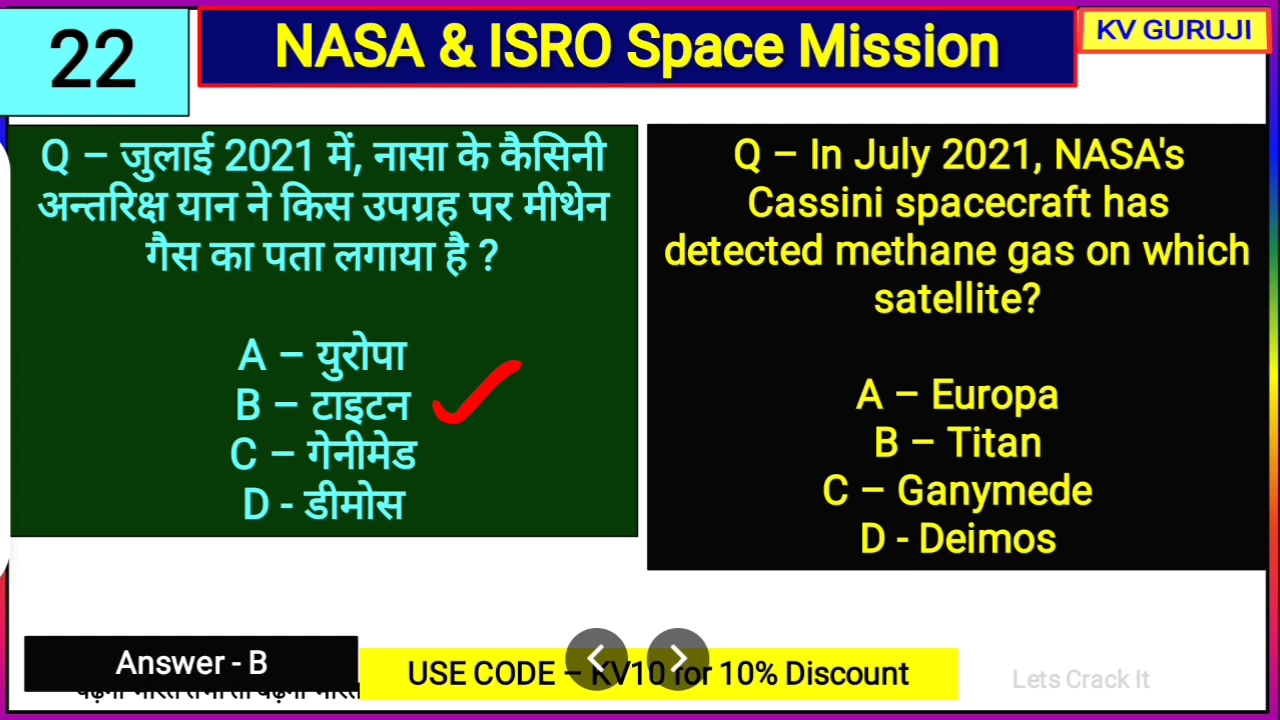 22
NASA & ISRO Space Mission
KV GURUJI
Q – जुलाई 2021 में, नासा के कैसिनी
अन्तरिक्ष यान ने किस उपग्रह पर मीथेन
गैस का पता लगाया है ?
A – युरोपा
B – टाइटन
C – गेनीमेड
D - डीमोस
Q – In July 2021, NASA's
Cassini spacecraft has
detected methane gas on which
satellite?
A – Europa
B – Titan
C – Ganymede
D - Deimos
Answer - B
USE CODE – KV10 for 10% Discount
Lets Crack It